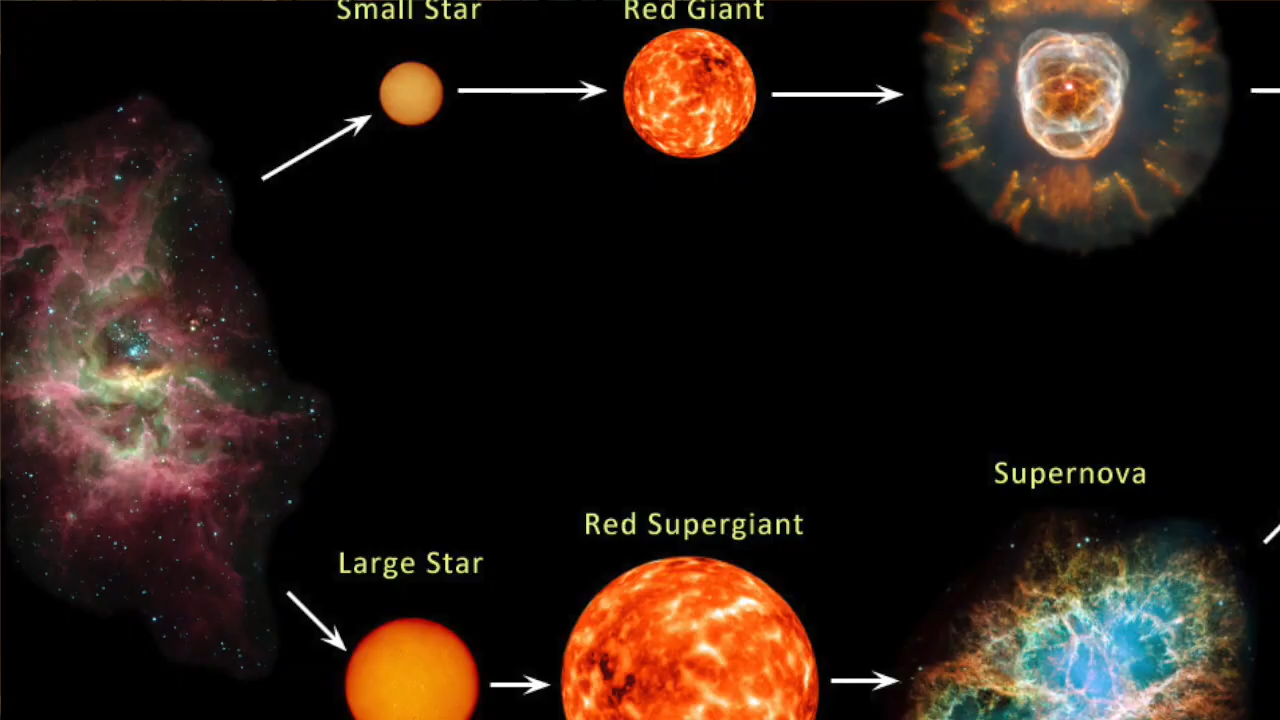 Small Star
Red Giant
Supernova
Red Supergiant
Large Star